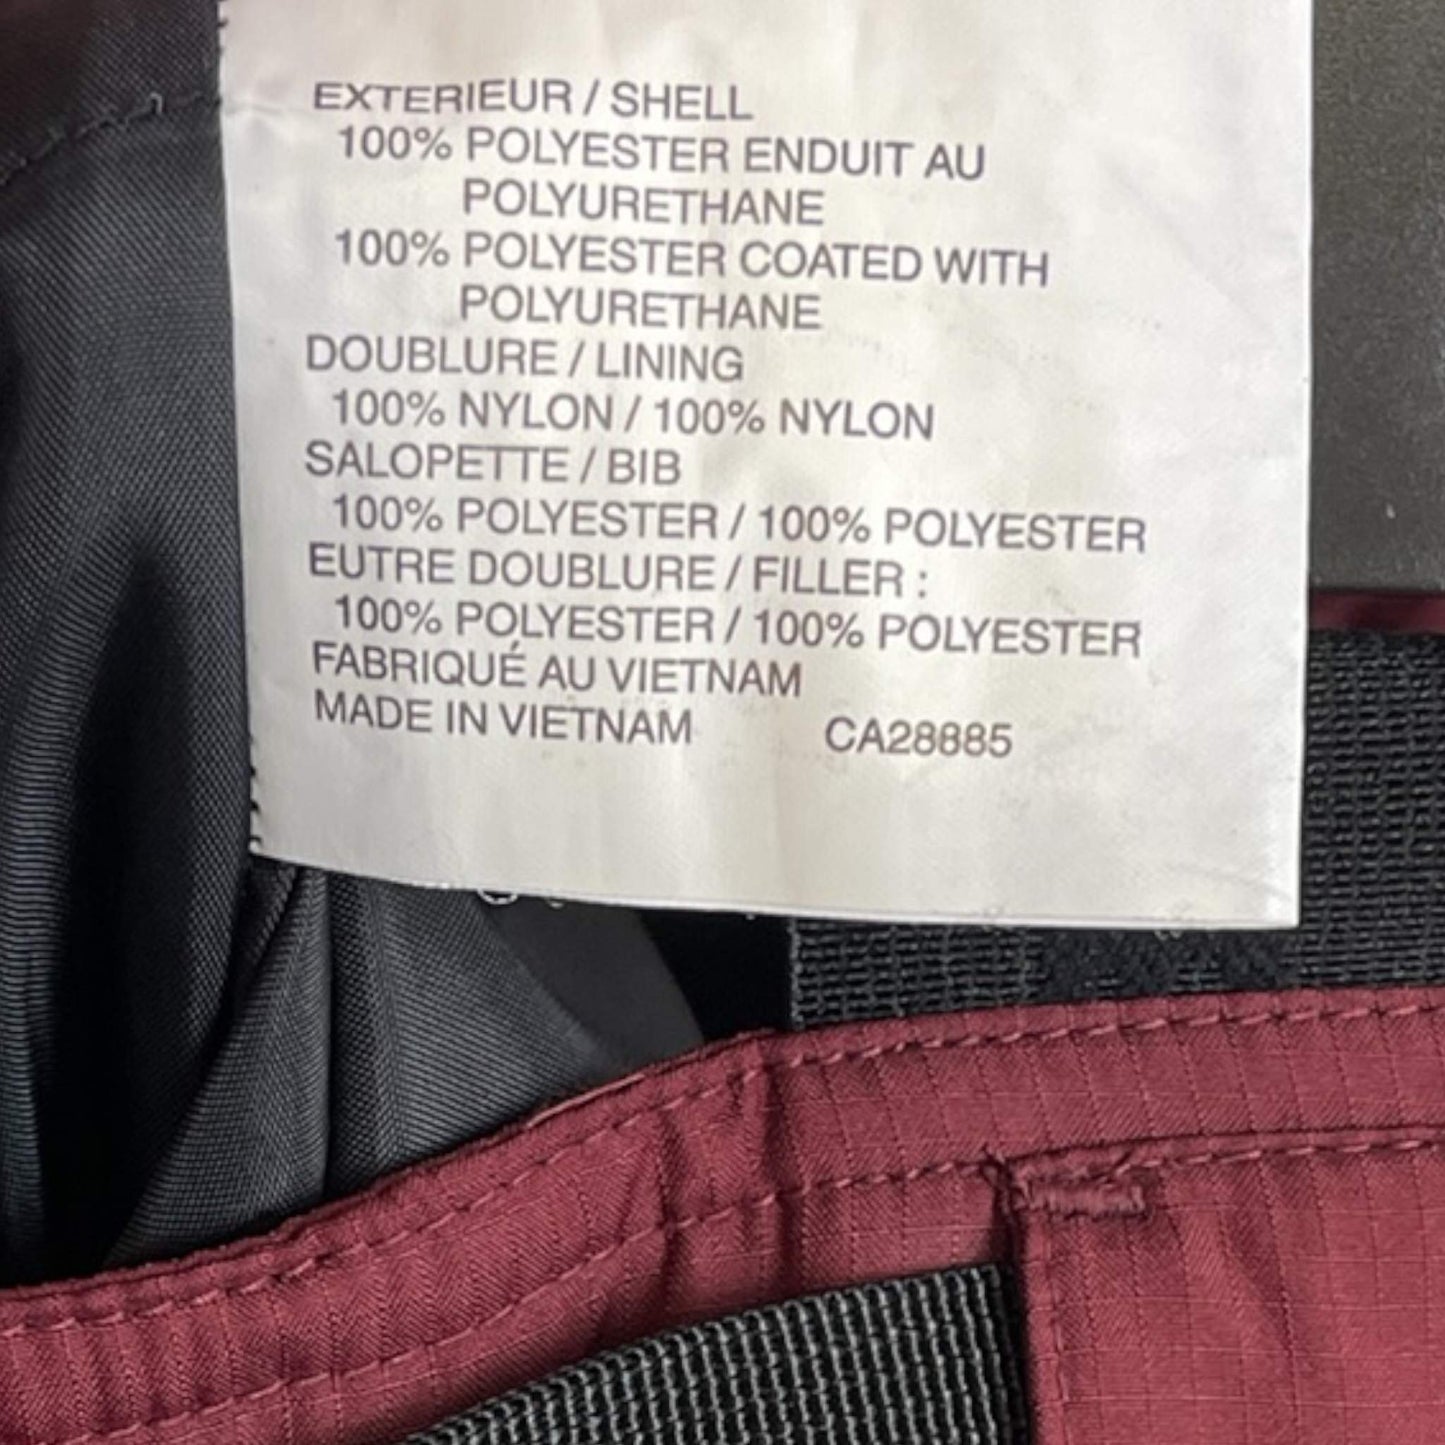 EXTERIEUR / SHELL
100% POLYESTER ENDUIT AU
POLYURETHANE
100% POLYESTER COATED WITH
POLYURETHANE
DOUBLURE / LINING
100% NYLON / 100% NYLON
SALOPETTE / BIB
100% POLYESTER / 100% POLYESTER
EUTRE DOUBLURE / FILLER :
100% POLYESTER / 100% POLYESTER
FABRIQUÉ AU VIETNAM
MADE IN VIETNAM CA28885